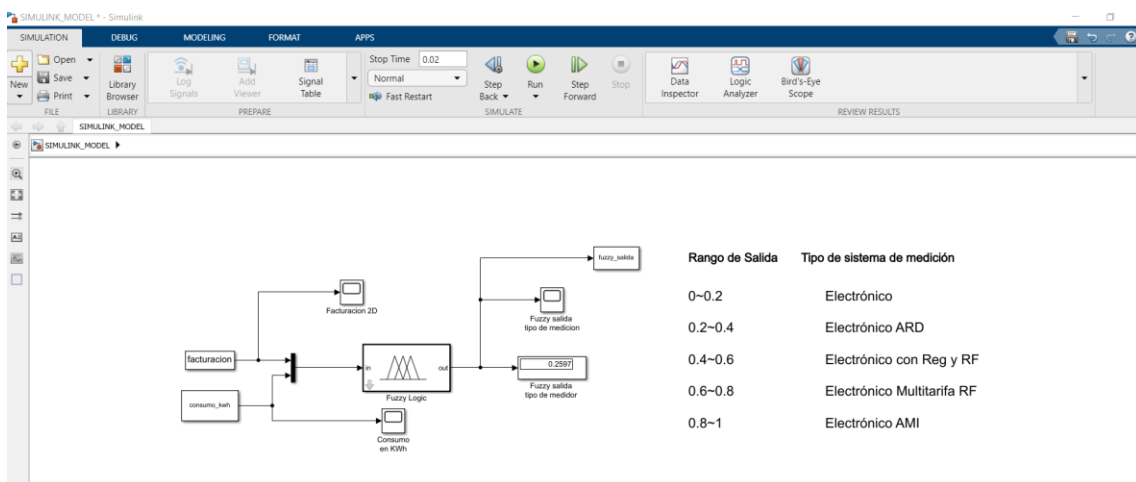 SIMULINK_MODEL * - Simulink
SIMULATION DEBUG MODELING FORMAT APPS
New
Open
Save
Print
FILE
Library
Browser
LIBRARY
Log
Signals
Add
Viewer
Signal
Table
PREPARE
Stop Time 0.02
Normal
Fast Restart
Step
Back
Run
Step
Forward
Stop
SIMULATE
Data
Inspector
Logic
Analyzer
Bird's-Eye
Scope
REVIEW RESULTS
SIMULINK_MODEL
SIMULINK_MODEL
fuzzy_salida
Facturacion 2D
Fuzzy salida
tipo de medicion
facturacion
in
out
Fuzzy Logic
0.2597
Fuzzy salida
tipo de medidor
consumo_kwh
Consumo
en KWh
Rango de Salida Tipo de sistema de medición
0~0.2 Electrónico
0.2~0.4 Electrónico ARD
0.4~0.6 Electrónico con Reg y RF
0.6~0.8 Electrónico Multitarifa RF
0.8~1 Electrónico AMI